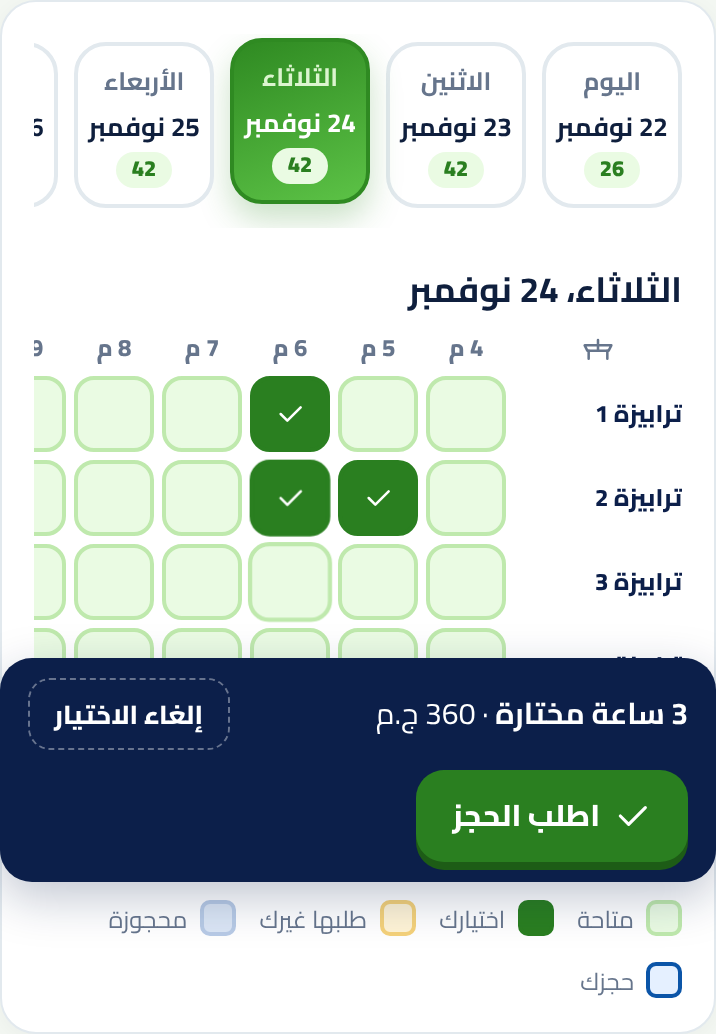 اليوم
22 نوفمبر
26
الاثنين
23 نوفمبر
42
الثلاثاء
24 نوفمبر
42
الأربعاء
25 نوفمبر
42
الثلاثاء، 24 نوفمبر
4 م 5 م 6 م 7 م 8 م
ترابيزة 1
ترابيزة 2
ترابيزة 3
3 ساعة مختارة · 360 ج.م
إلغاء الاختيار
اطلب الحجز
متاحة اختيارك طلبها غيرك محجوزة
حجزك